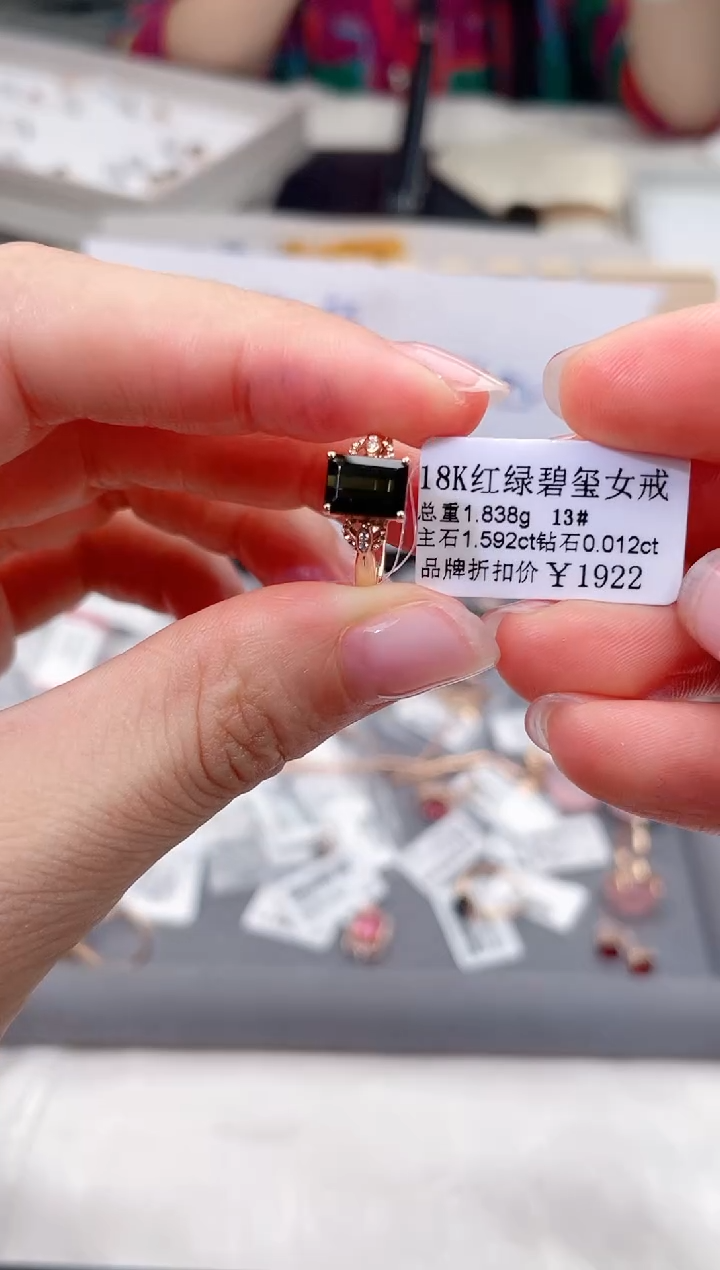 18K红绿碧玺女戒
总重1.838g 13#
主石1.592ct钻石0.012ct
品牌折扣价￥1922